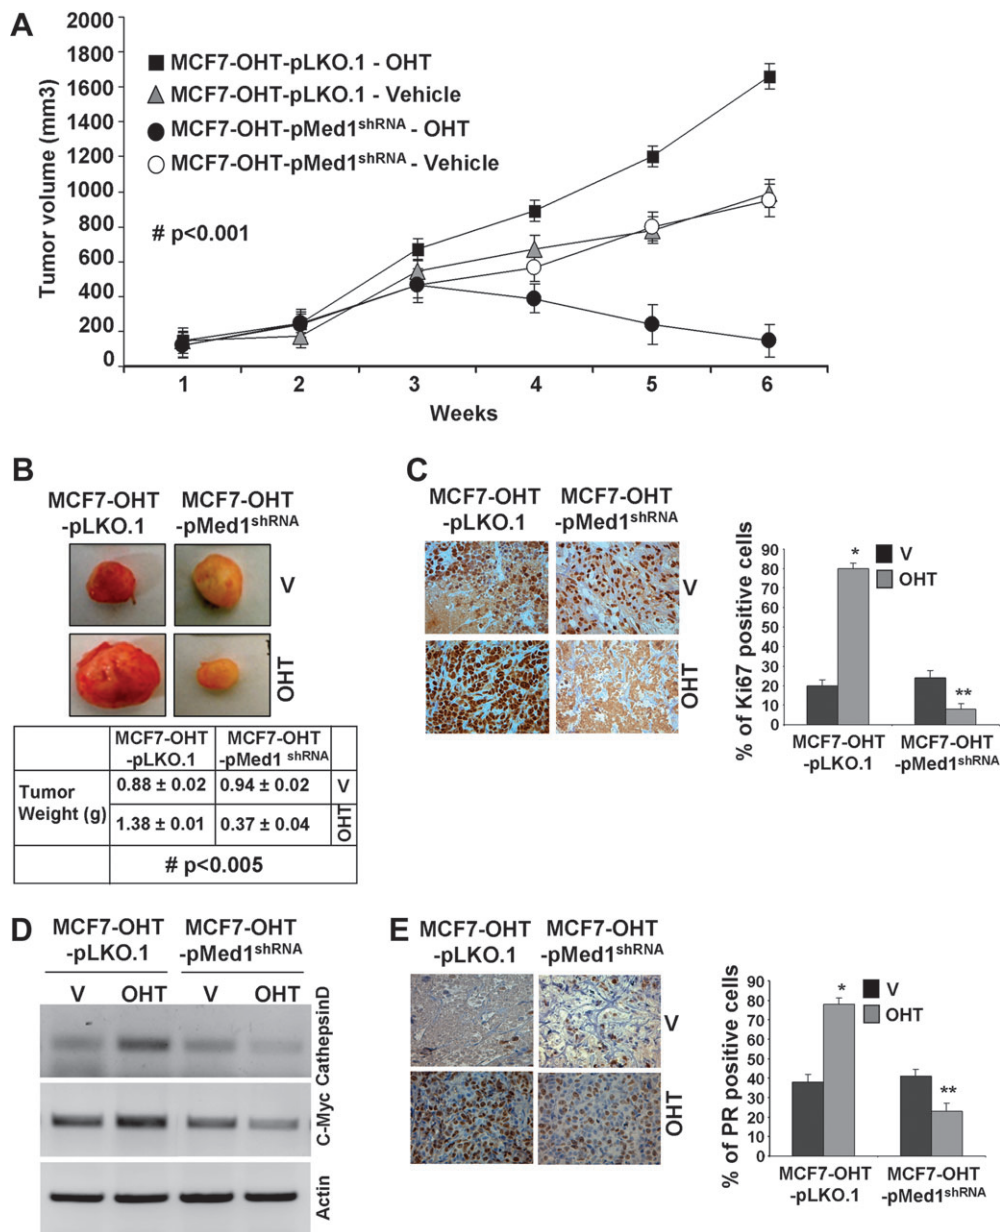 A
2000
1800
1600
1400
1200
1000
800
600
400
200
0
Tumor volume (mm3)
MCF7-OHT-pLKO.1 - OHT
MCF7-OHT-pLKO.1 - Vehicle
MCF7-OHT-pMed1shRNA - OHT
MCF7-OHT-pMed1shRNA - Vehicle
# p<0.001
1 2 3 4 5 6
Weeks
B
MCF7-OHT
-pLKO.1
MCF7-OHT
-pMed1shRNA
V
OHT
MCF7-OHT
-pLKO.1
MCF7-OHT
-pMed1 shRNA
Tumor
Weight (g)
0.88 ± 0.02 0.94 ± 0.02 V
1.38 ± 0.01 0.37 ± 0.04 OHT
# p<0.005
C
MCF7-OHT
-pLKO.1
MCF7-OHT
-pMed1shRNA
V
OHT
% of Ki67 positive cells
90
80
70
60
50
40
30
20
10
0
V
OHT
*
**
MCF7-OHT
-pLKO.1
MCF7-OHT
-pMed1shRNA
D
MCF7-OHT
-pLKO.1
MCF7-OHT
-pMed1shRNA
V OHT V OHT
CathepsinD
C-Myc
Actin
E
MCF7-OHT
-pLKO.1
MCF7-OHT
-pMed1shRNA
V
OHT
% of PR positive cells
90
80
70
60
50
40
30
20
10
0
V
OHT
*
**
MCF7-OHT
-pLKO.1
MCF7-OHT
-pMed1shRNA